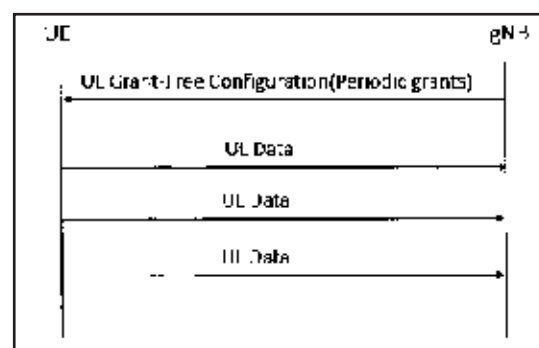 UE
gNB
UL Grant-Free Configuration(Periodic grants)
UL Data
UL Data
UL Data